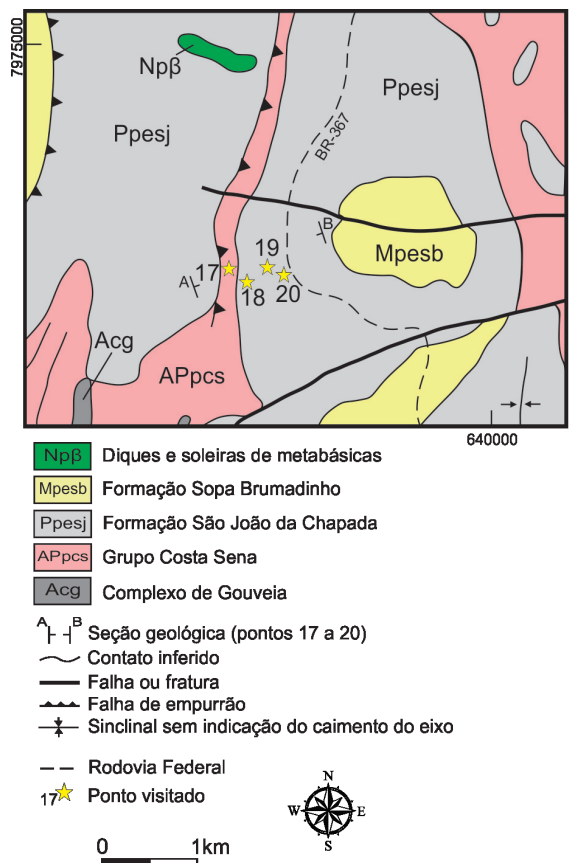 7975000
Npβ
Ppesj
Ppesj
BR-367
B
Mpesb
A
17
19
18
20
Acg
APpcs
640000
Npβ Diques e soleiras de metabásicas
Mpesb Formação Sopa Brumadinho
Ppesj Formação São João da Chapada
APpcs Grupo Costa Sena
Acg Complexo de Gouveia
A B Seção geológica (pontos 17 a 20)
Contato inferido
Falha ou fratura
Falha de empurrão
Sinclinal sem indicação do caimento do eixo
Rodovia Federal
17 Ponto visitado
N
W E
S
0 1km